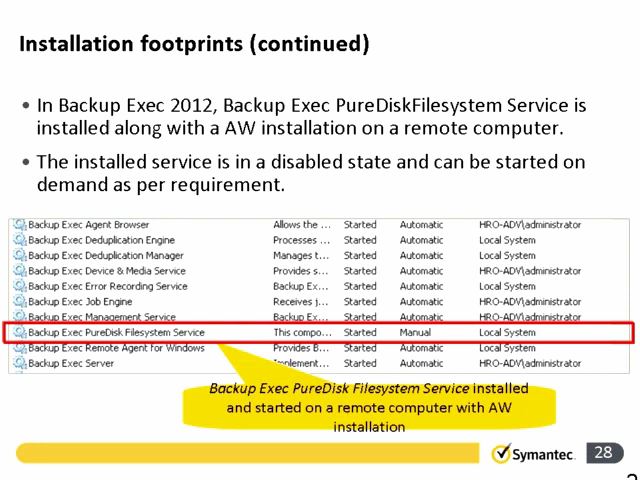 Installation footprints (continued)
• In Backup Exec 2012, Backup Exec PureDiskFilesystem Service is
installed along with a AW installation on a remote computer.
• The installed service is in a disabled state and can be started on
demand as per requirement.
Backup Exec Agent Browser Allows the ... Started Automatic HRO-ADV\administrator
Backup Exec Deduplication Engine Processes ... Started Automatic Local System
Backup Exec Deduplication Manager Manages t... Started Automatic Local System
Backup Exec Device & Media Service Provides s... Started Automatic HRO-ADV\administrator
Backup Exec Error Recording Service Backup Ex... Started Automatic Local System
Backup Exec Job Engine Receives j... Started Automatic HRO-ADV\administrator
Backup Exec Management Service Backup Ex... Started Automatic HRO-ADV\administrator
Backup Exec PureDisk Filesystem Service This compo... Started Manual Local System
Backup Exec Remote Agent for Windows Provides B... Started Automatic Local System
Backup Exec Server Implement... Started Automatic HRO-ADV\administrator
Backup Exec PureDisk Filesystem Service installed
and started on a remote computer with AW
installation
Symantec. 28